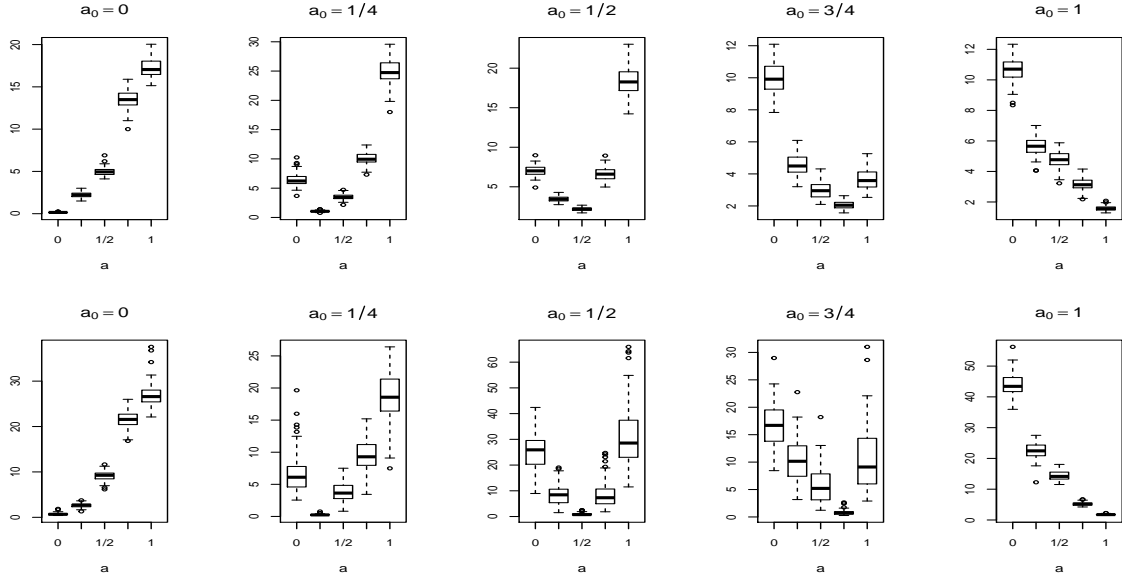 a₀ = 0
0 5 10 15 20
0 1/2 1
a
a₀ = 1/4
0 5 10 15 20 25 30
0 1/2 1
a
a₀ = 1/2
5 10 15 20
0 1/2 1
a
a₀ = 3/4
2 4 6 8 10 12
0 1/2 1
a
a₀ = 1
2 4 6 8 10 12
0 1/2 1
a
a₀ = 0
0 10 20 30
0 1/2 1
a
a₀ = 1/4
0 5 10 15 20 25
0 1/2 1
a
a₀ = 1/2
0 10 20 30 40 50 60
0 1/2 1
a
a₀ = 3/4
0 5 10 15 20 25 30
0 1/2 1
a
a₀ = 1
0 10 20 30 40 50
0 1/2 1
a